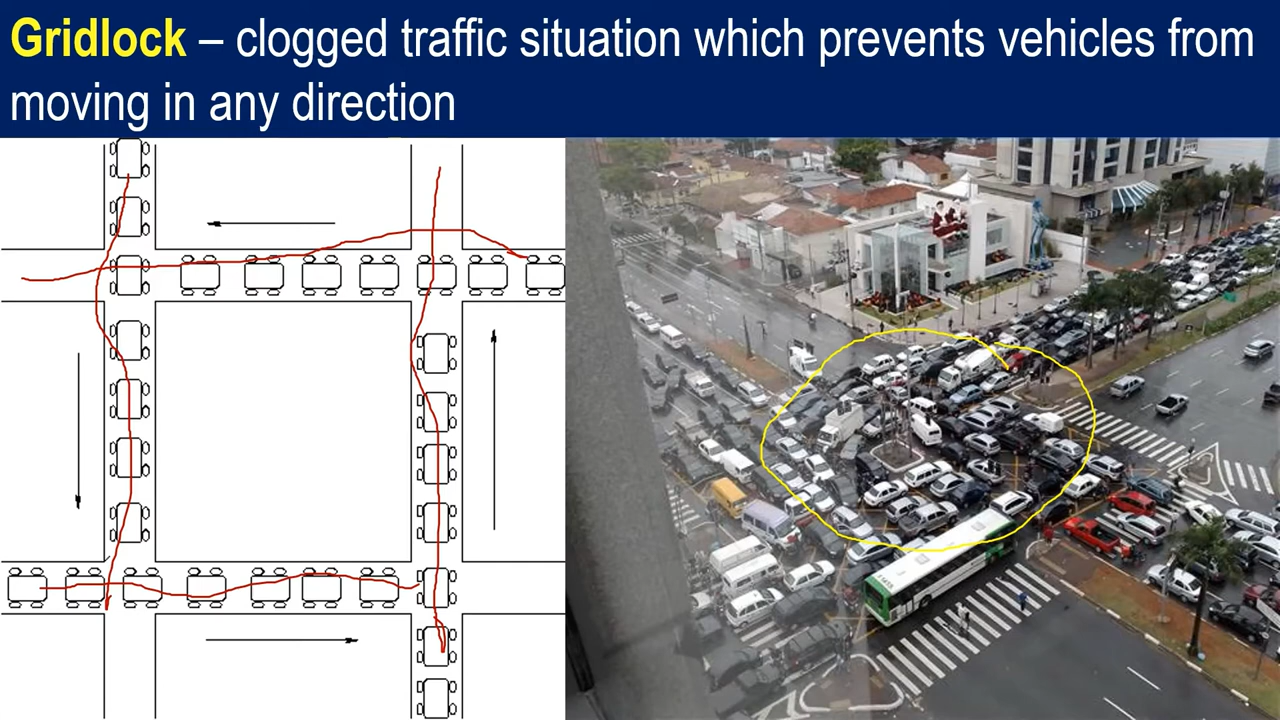 Gridlock – clogged traffic situation which prevents vehicles from
moving in any direction